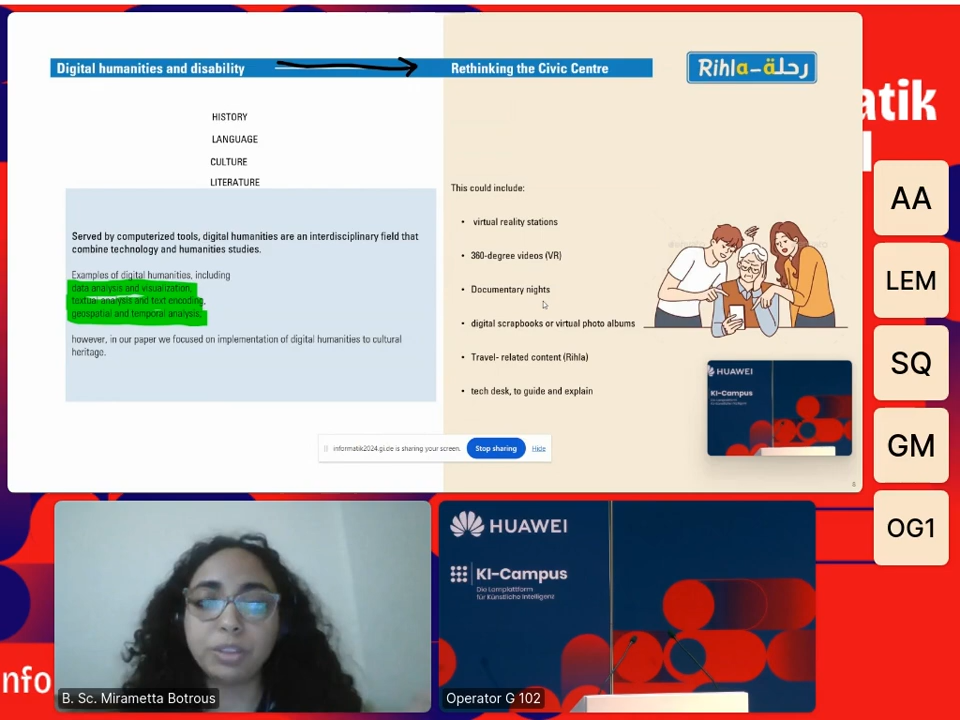 Digital humanities and disability
Rethinking the Civic Centre
Rihla-رحلة
HISTORY
LANGUAGE
CULTURE
LITERATURE
Served by computerized tools, digital humanities are an interdisciplinary field that
combine technology and humanities studies.
Examples of digital humanities, including
data analysis and visualization,
textual analysis and text encoding,
geospatial and temporal analysis,
however, in our paper we focused on implementation of digital humanities to cultural
heritage.
This could include:
• virtual reality stations
• 360-degree videos (VR)
• Documentary nights
• digital scrapbooks or virtual photo albums
• Travel- related content (Rihla)
• tech desk, to guide and explain
HUAWEI
KI-Campus
informatik2024.gi.de is sharing your screen.
Stop sharing
Hide
8
atik
AA
LEM
SQ
GM
OG1
info
B. Sc. Mirametta Botrous
HUAWEI
KI-Campus
Die Lernplattform
für Künstliche Intelligenz
Operator G 102